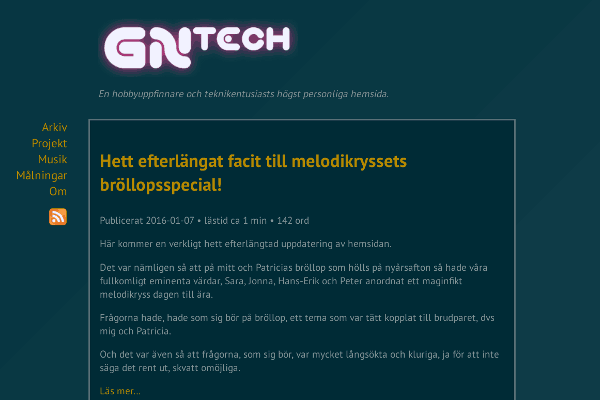 GNTECH
En hobbyuppfinnare och teknikentusiasts högst personliga hemsida.
Arkiv
Projekt
Musik
Målningar
Om
Hett efterlängat facit till melodikryssets
bröllopsspecial!
Publicerat 2016-01-07 • lästid ca 1 min • 142 ord
Här kommer en verkligt hett efterlängtad uppdatering av hemsidan.
Det var nämligen så att på mitt och Patricias bröllop som hölls på nyårsafton så hade våra
fullkomligt eminenta värdar, Sara, Jonna, Hans-Erik och Peter anordnat ett maginfikt
melodikryss dagen till ära.
Frågorna hade, hade som sig bör på bröllop, ett tema som var tätt kopplat till brudparet, dvs
mig och Patricia.
Och det var även så att frågorna, som sig bör, var mycket långsökta och kluriga, ja för att inte
säga det rent ut, skvatt omöjliga.
Läs mer...